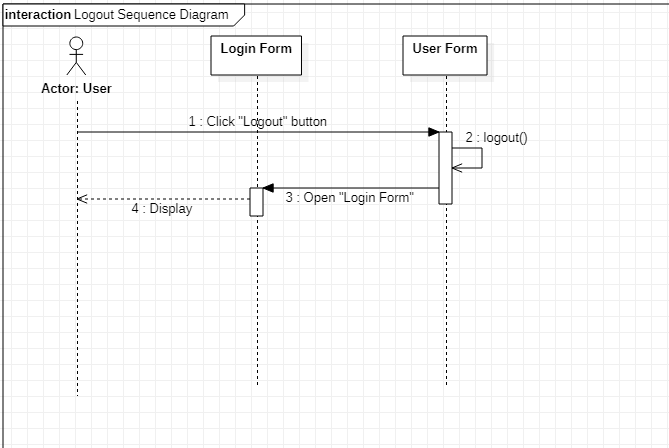 interaction Logout Sequence Diagram
Login Form
User Form
Actor: User
1 : Click "Logout" button
2 : logout()
3 : Open "Login Form"
4 : Display